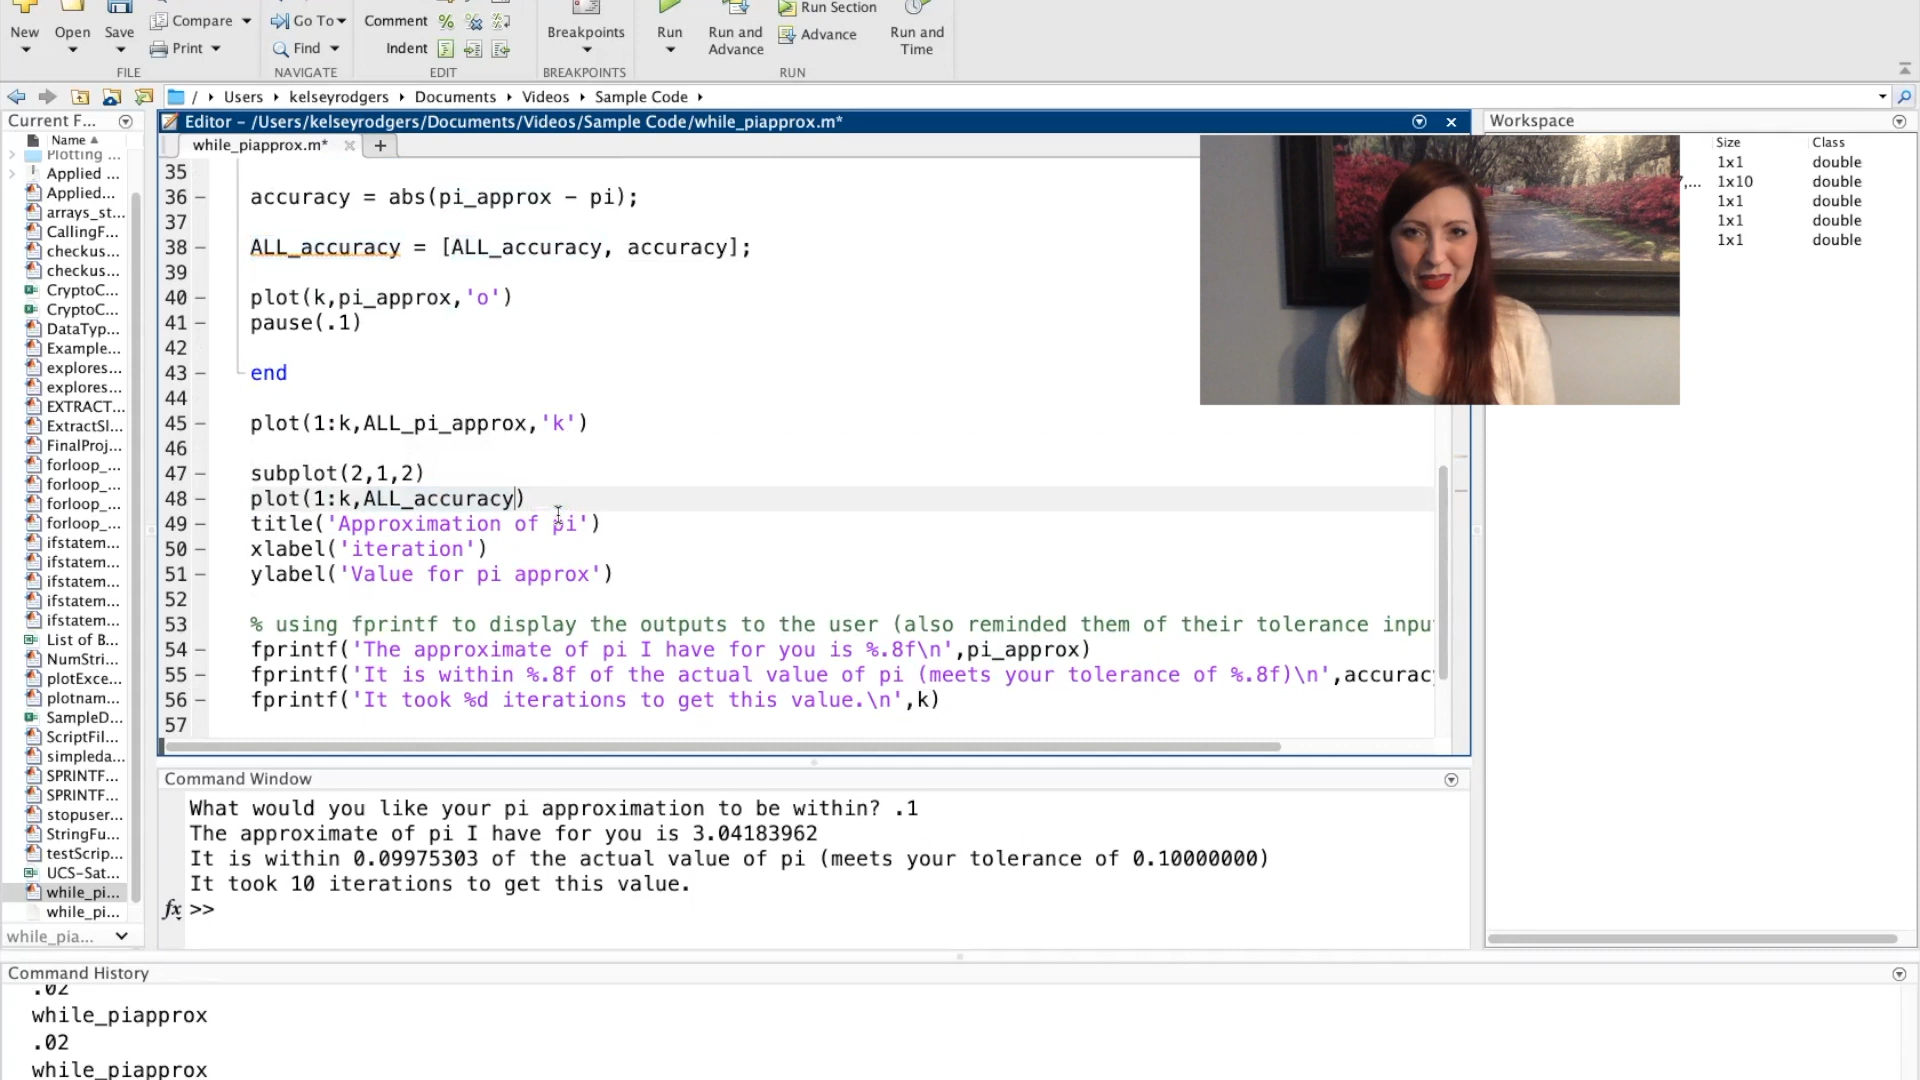 Compare
Go To
Comment
Run Section
New
Open
Save
Print
Find
Indent
Breakpoints
Run
Run and Advance
Advance
Run and Time
FILE
NAVIGATE
EDIT
BREAKPOINTS
RUN
/ Users kelseyrodgers Documents Videos Sample Code
Current F...
Name
Plotting ...
Applied ...
Applied...
arrays_st...
CallingF...
checkus...
checkus...
CryptoC...
CryptoC...
DataTyp...
Example...
explores...
explores...
EXTRACT...
ExtractSl...
FinalProj...
forloop_...
forloop_...
forloop_...
forloop_...
ifstatem...
ifstatem...
ifstatem...
ifstatem...
ifstatem...
List of B...
NumStri...
plotExce...
plotnam...
SampleD...
ScriptFil...
simpleda...
SPRINTF...
SPRINTF...
stopuser...
StringFu...
testScrip...
UCS-Sat...
while_pi...
while_pi...
while_pia...
Editor – /Users/kelseyrodgers/Documents/Videos/Sample Code/while_piapprox.m*
while_piapprox.m*
35
36 – accuracy = abs(pi_approx – pi);
37
38 – ALL_accuracy = [ALL_accuracy, accuracy];
39
40 – plot(k,pi_approx,'o')
41 – pause(.1)
42
43 – end
44
45 – plot(1:k,ALL_pi_approx,'k')
46
47 – subplot(2,1,2)
48 – plot(1:k,ALL_accuracy)
49 – title('Approximation of pi')
50 – xlabel('iteration')
51 – ylabel('Value for pi approx')
52
53 % using fprintf to display the outputs to the user (also reminded them of their tolerance inpu
54 – fprintf('The approximate of pi I have for you is %.8f\n',pi_approx)
55 – fprintf('It is within %.8f of the actual value of pi (meets your tolerance of %.8f)\n',accurac
56 – fprintf('It took %d iterations to get this value.\n',k)
57
Workspace
Size Class
1x1 double
,... 1x10 double
1x1 double
1x1 double
1x1 double
Command Window
What would you like your pi approximation to be within? .1
The approximate of pi I have for you is 3.04183962
It is within 0.09975303 of the actual value of pi (meets your tolerance of 0.10000000)
It took 10 iterations to get this value.
fx >>
Command History
.02
while_piapprox
.02
while_piapprox